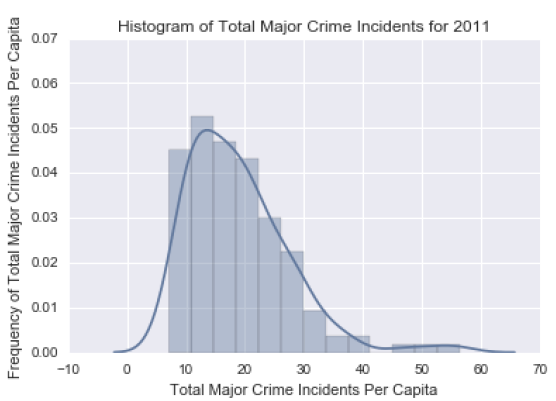 Histogram of Total Major Crime Incidents for 2011
Frequency of Total Major Crime Incidents Per Capita
0.07
0.06
0.05
0.04
0.03
0.02
0.01
0.00
−10 0 10 20 30 40 50 60 70
Total Major Crime Incidents Per Capita